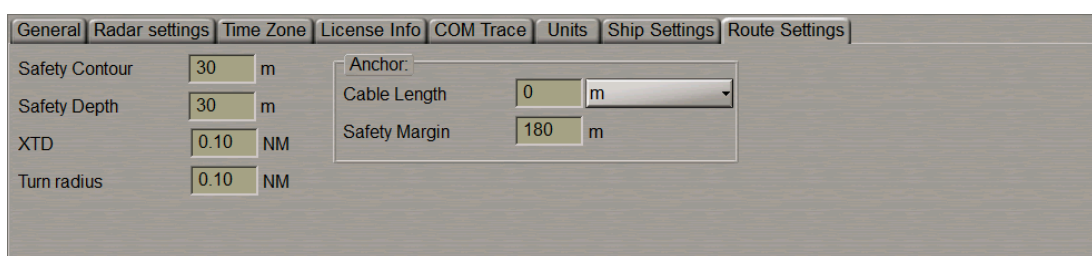 General Radar settings Time Zone License Info COM Trace Units Ship Settings Route Settings
Safety Contour 30 m
Safety Depth 30 m
XTD 0.10 NM
Turn radius 0.10 NM
Anchor:
Cable Length 0 m
Safety Margin 180 m